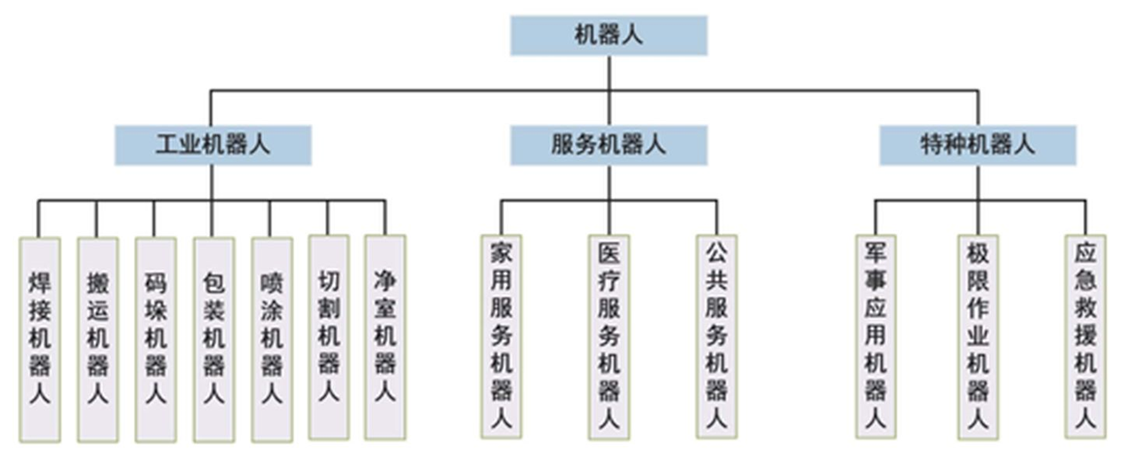 机器人
工业机器人
服务机器人
特种机器人
焊接机器人
搬运机器人
码垛机器人
包装机器人
喷涂机器人
切割机器人
净室机器人
家用服务机器人
医疗服务机器人
公共服务机器人
军事应用机器人
极限作业机器人
应急救援机器人